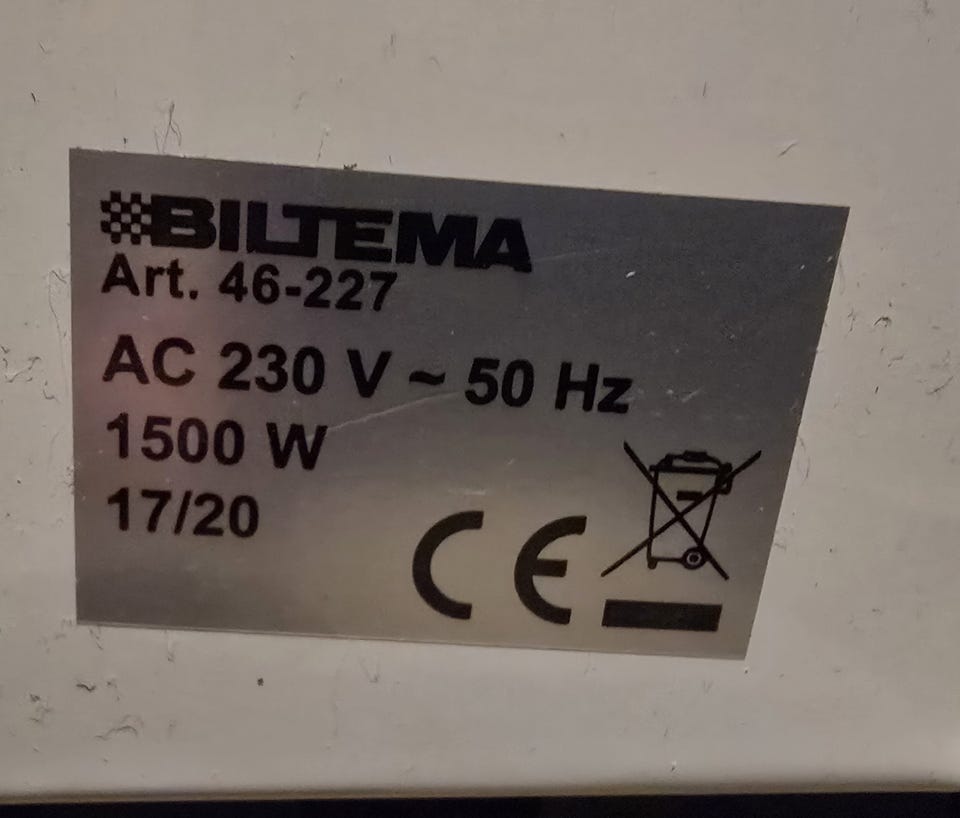 BILTEMA
Art. 46-227
AC 230 V ~ 50 Hz
1500 W
17/20
CE